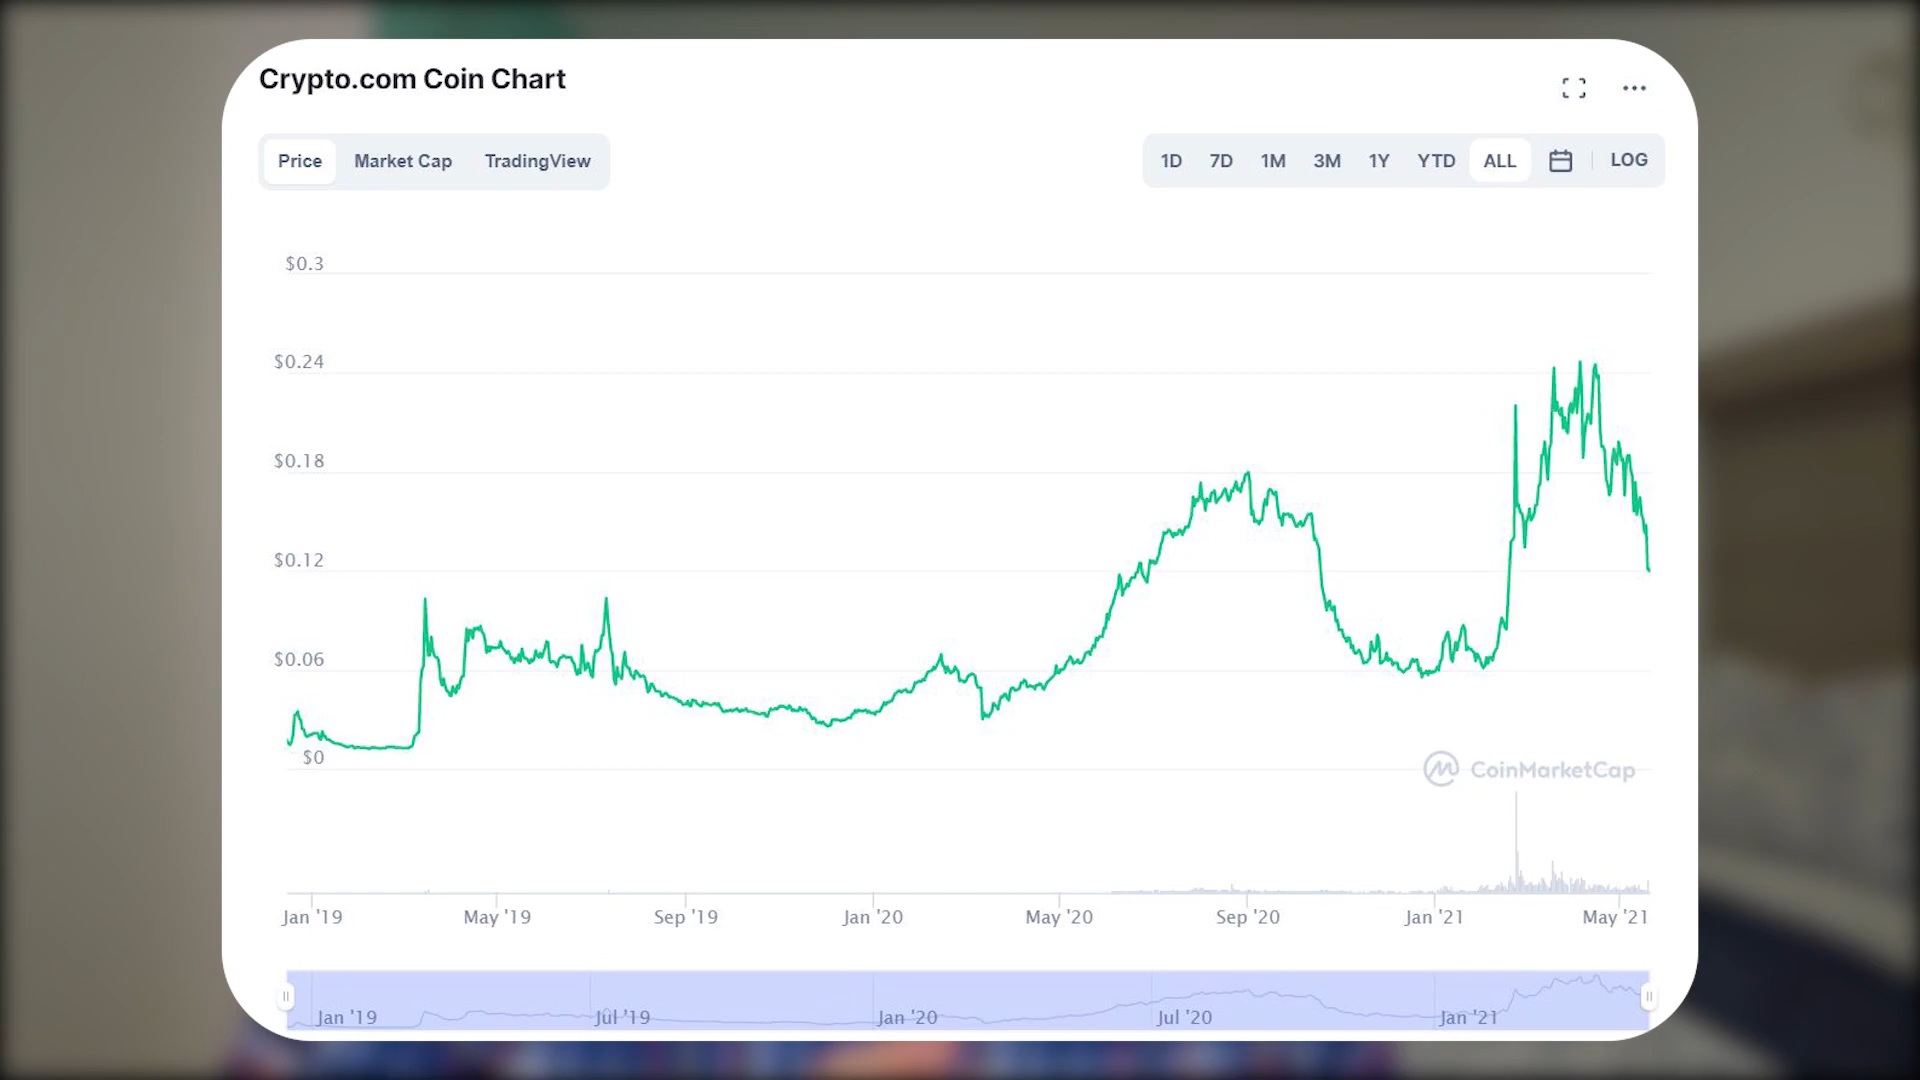 Crypto.com Coin Chart
Price Market Cap TradingView
1D 7D 1M 3M 1Y YTD ALL LOG
$0.3
$0.24
$0.18
$0.12
$0.06
$0
CoinMarketCap
Jan '19 May '19 Sep '19 Jan '20 May '20 Sep '20 Jan '21 May '21
Jan '19 Jul '19 Jan '20 Jul '20 Jan '21